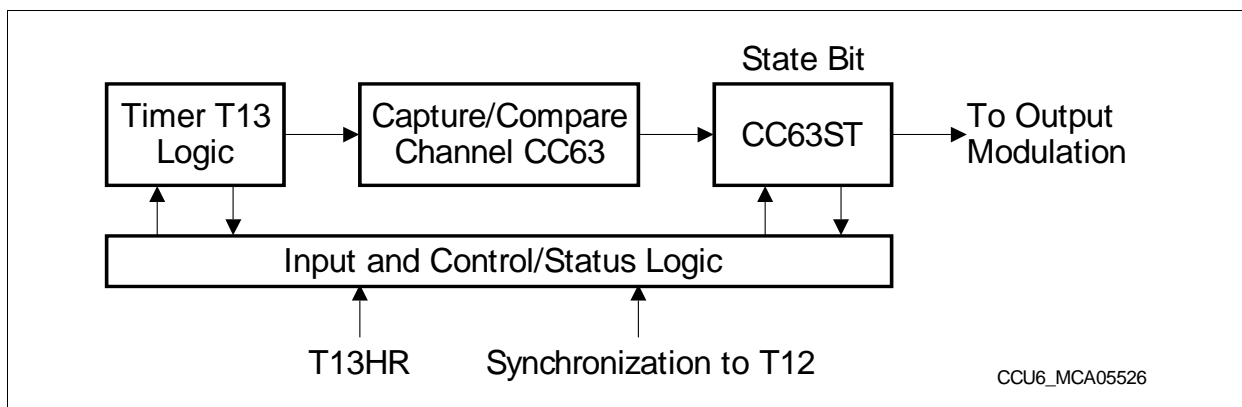 State Bit
Timer T13
Logic
Capture/Compare
Channel CC63
CC63ST
To Output
Modulation
Input and Control/Status Logic
T13HR
Synchronization to T12
CCU6_MCA05526